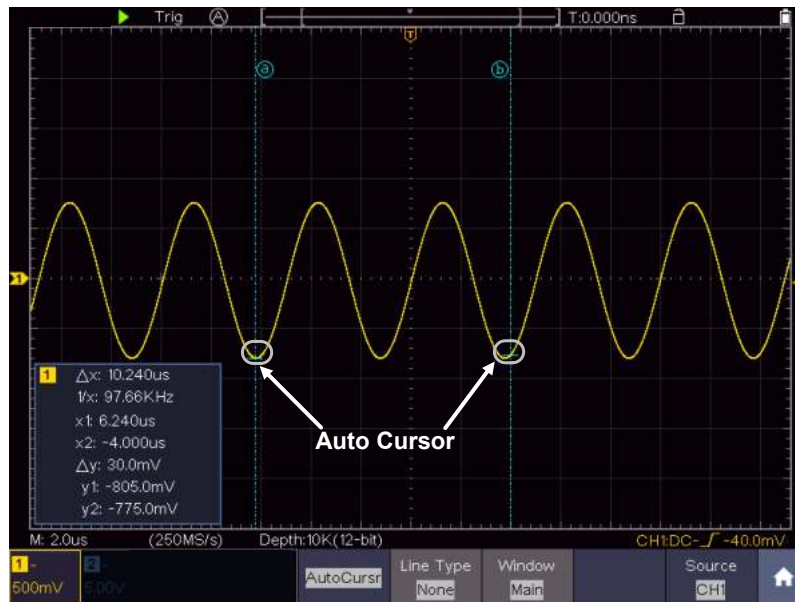 Trig Ⓐ T T:0.000ns
ⓐ ⓑ
1
1 △x: 10.240us
1/x: 97.66KHz
x1: 6.240us
x2: -4.000us
△y: 30.0mV
y1: -805.0mV
y2: -775.0mV
Auto Cursor
M: 2.0us (250MS/s) Depth:10K(12-bit) CH1:DC- -40.0mV
1 - 2 - AutoCursr Line Type Window Source
500mV 5.00V None Main CH1